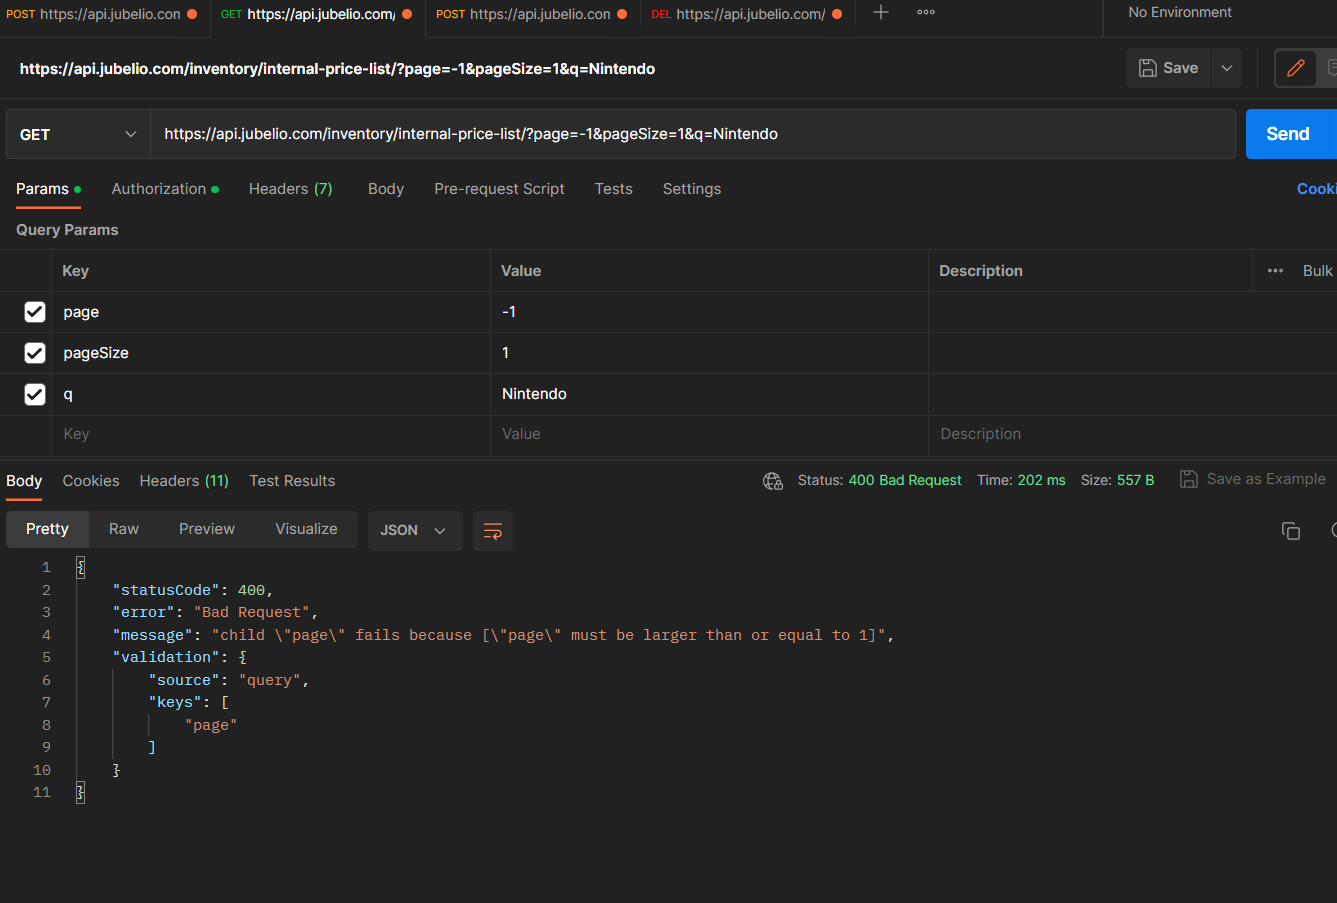 POST https://api.jubelio.con GET https://api.jubelio.com/ POST https://api.jubelio.con DEL https://api.jubelio.com/ No Environment
https://api.jubelio.com/inventory/internal-price-list/?page=-1&pageSize=1&q=Nintendo Save
GET https://api.jubelio.com/inventory/internal-price-list/?page=-1&pageSize=1&q=Nintendo Send
Params Authorization Headers (7) Body Pre-request Script Tests Settings Cooki
Query Params
Key Value Description Bulk
page -1
pageSize 1
q Nintendo
Key Value Description
Body Cookies Headers (11) Test Results Status: 400 Bad Request Time: 202 ms Size: 557 B Save as Example
Pretty Raw Preview Visualize JSON
1 {
2 "statusCode": 400,
3 "error": "Bad Request",
4 "message": "child \"page\" fails because [\"page\" must be larger than or equal to 1]",
5 "validation": {
6 "source": "query",
7 "keys": [
8 "page"
9 ]
10 }
11 }